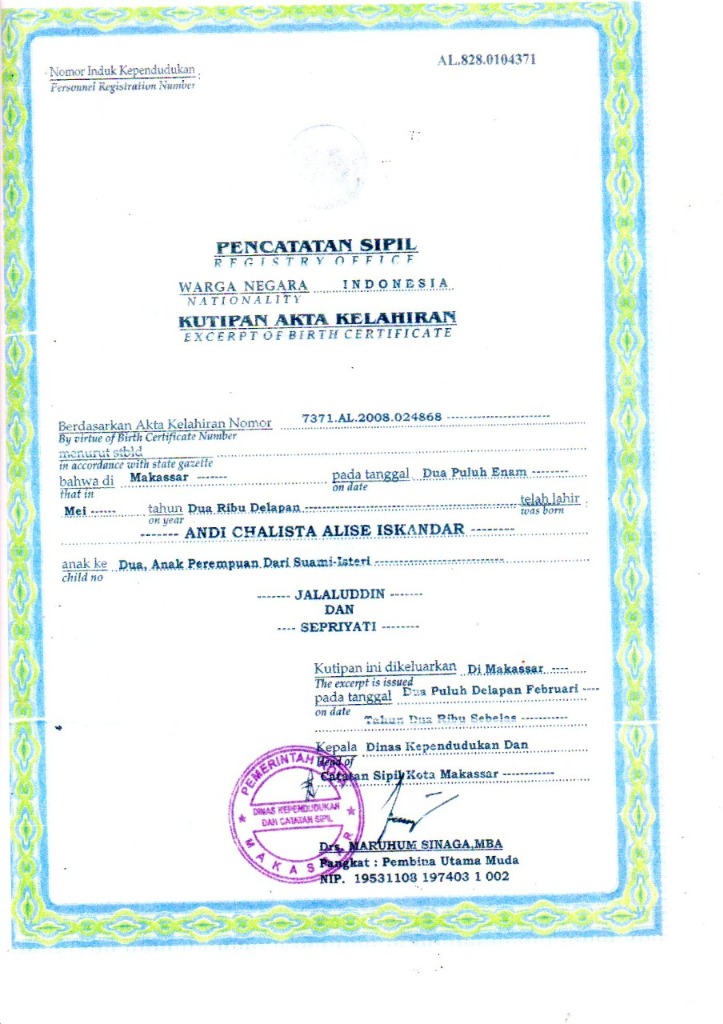 AL.828.0104371
Nomor Induk Kependudukan :
Personnel Registration Number
PENCATATAN SIPIL
REGISTRY OFFICE
WARGA NEGARA INDONESIA
NATIONALITY
KUTIPAN AKTA KELAHIRAN
EXCERPT OF BIRTH CERTIFICATE
Berdasarkan Akta Kelahiran Nomor 7371.AL.2008.024868 ------------------------
By virtue of Birth Certificate Number
menurut stbld
in accordance with state gazette
bahwa di Makassar ------- pada tanggal Dua Puluh Enam --------
that in on date
Mei ------ tahun Dua Ribu Delapan -------------------------------- telah lahir :
on year was born
------- ANDI CHALISTA ALISE ISKANDAR --------
anak ke Dua, Anak Perempuan Dari Suami-Isteri --------------------------------
child no
------- JALALUDDIN -------
DAN
---- SEPRIYATI --------
Kutipan ini dikeluarkan Di Makassar ----
The excerpt is issued
pada tanggal Dua Puluh Delapan Februari ----
on date
Tahun Dua Ribu Sebelas -----------
Kepala Dinas Kependudukan Dan
Head of
Catatan Sipil Kota Makassar ------------
PEMERINTAH KOTA
DINAS KEPENDUDUKAN
DAN CATATAN SIPIL
MAKASSAR
Drs. MARUHUM SINAGA,MBA
Pangkat : Pembina Utama Muda
NIP. 19531108 197403 1 002